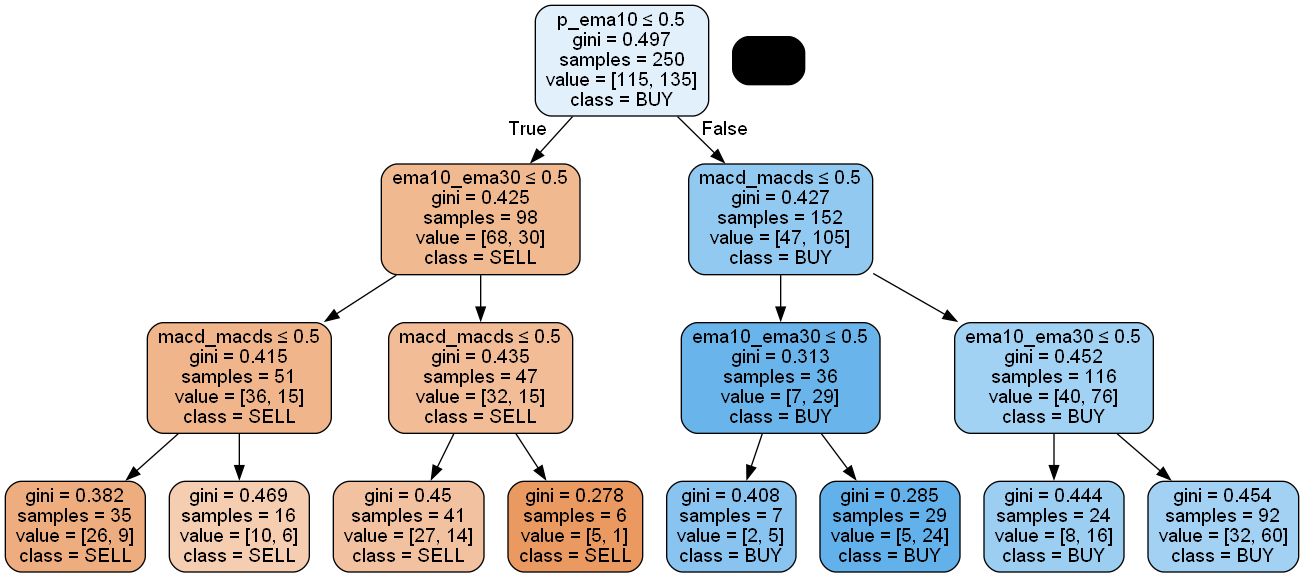 p_ema10 ≤ 0.5
gini = 0.497
samples = 250
value = [115, 135]
class = BUY
True
False
ema10_ema30 ≤ 0.5
gini = 0.425
samples = 98
value = [68, 30]
class = SELL
macd_macds ≤ 0.5
gini = 0.427
samples = 152
value = [47, 105]
class = BUY
macd_macds ≤ 0.5
gini = 0.415
samples = 51
value = [36, 15]
class = SELL
macd_macds ≤ 0.5
gini = 0.435
samples = 47
value = [32, 15]
class = SELL
ema10_ema30 ≤ 0.5
gini = 0.313
samples = 36
value = [7, 29]
class = BUY
ema10_ema30 ≤ 0.5
gini = 0.452
samples = 116
value = [40, 76]
class = BUY
gini = 0.382
samples = 35
value = [26, 9]
class = SELL
gini = 0.469
samples = 16
value = [10, 6]
class = SELL
gini = 0.45
samples = 41
value = [27, 14]
class = SELL
gini = 0.278
samples = 6
value = [5, 1]
class = SELL
gini = 0.408
samples = 7
value = [2, 5]
class = BUY
gini = 0.285
samples = 29
value = [5, 24]
class = BUY
gini = 0.444
samples = 24
value = [8, 16]
class = BUY
gini = 0.454
samples = 92
value = [32, 60]
class = BUY